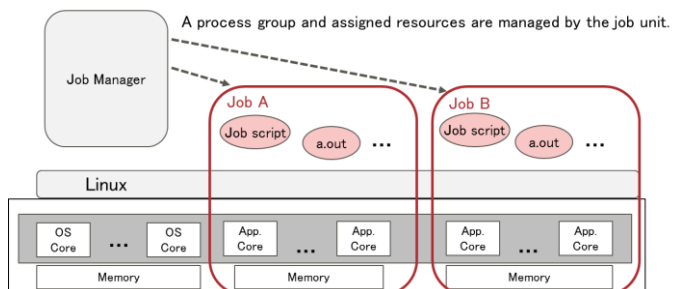 A process group and assigned resources are managed by the job unit.
Job Manager
Job A
Job B
Job script
a.out
...
Job script
a.out
...
Linux
OS
Core
...
OS
Core
App.
Core
...
App.
Core
App.
Core
...
App.
Core
Memory
Memory
Memory